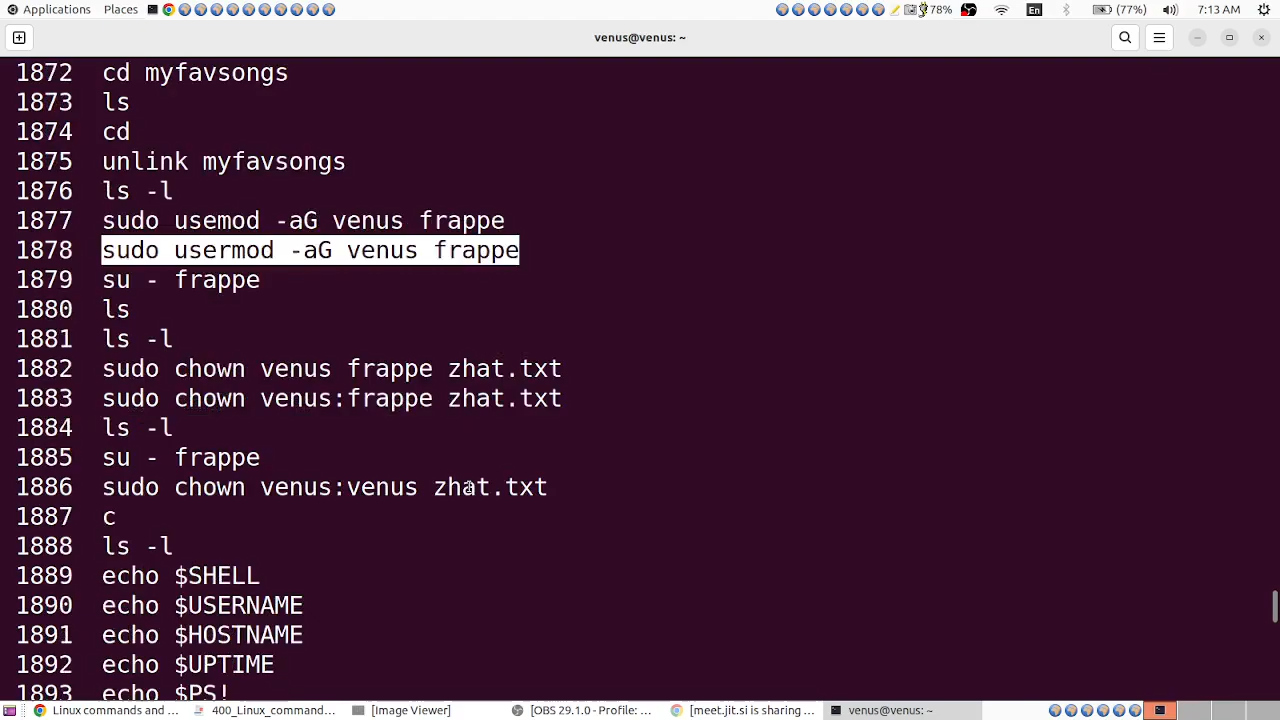 Applications Places 78% En (77%) 7:13 AM
venus@venus: ~
1872 cd myfavsongs
1873 ls
1874 cd
1875 unlink myfavsongs
1876 ls -l
1877 sudo usemod -aG venus frappe
1878 sudo usermod -aG venus frappe
1879 su - frappe
1880 ls
1881 ls -l
1882 sudo chown venus frappe zhat.txt
1883 sudo chown venus:frappe zhat.txt
1884 ls -l
1885 su - frappe
1886 sudo chown venus:venus zhat.txt
1887 c
1888 ls -l
1889 echo $SHELL
1890 echo $USERNAME
1891 echo $HOSTNAME
1892 echo $UPTIME
1893 echo $PS!
Linux commands and ... 400_Linux_command... [Image Viewer] [OBS 29.1.0 - Profile: ... [meet.jit.si is sharing ... venus@venus: ~